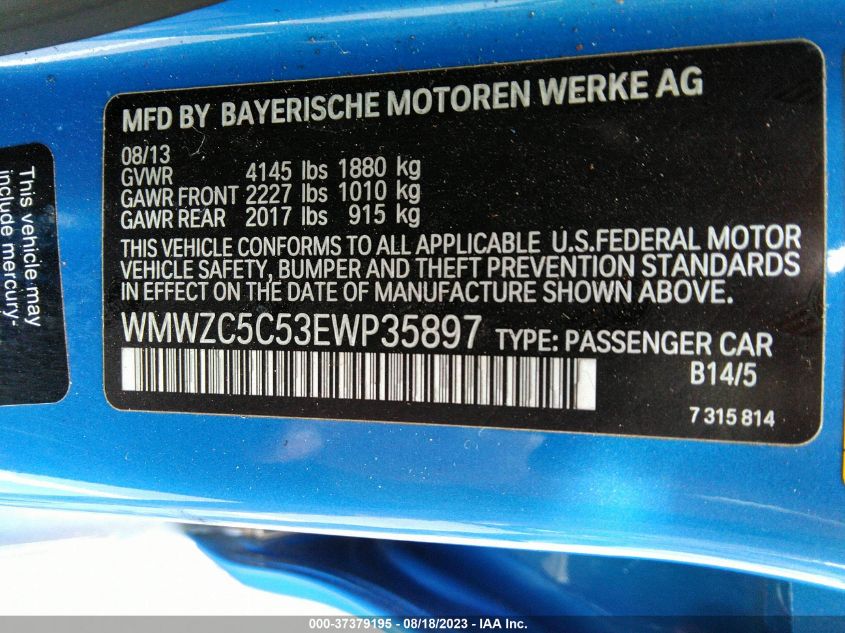 MFD BY BAYERISCHE MOTOREN WERKE AG
08/13
GVWR 4145 lbs 1880 kg
GAWR FRONT 2227 lbs 1010 kg
GAWR REAR 2017 lbs 915 kg
THIS VEHICLE CONFORMS TO ALL APPLICABLE U.S.FEDERAL MOTOR
VEHICLE SAFETY, BUMPER AND THEFT PREVENTION STANDARDS
IN EFFECT ON THE DATE OF MANUFACTURE SHOWN ABOVE.
WMWZC5C53EWP35897 TYPE: PASSENGER CAR
B14/5
7 315 814
This vehicle may
include mercury-
000-37379195 - 08/18/2023 - IAA Inc.